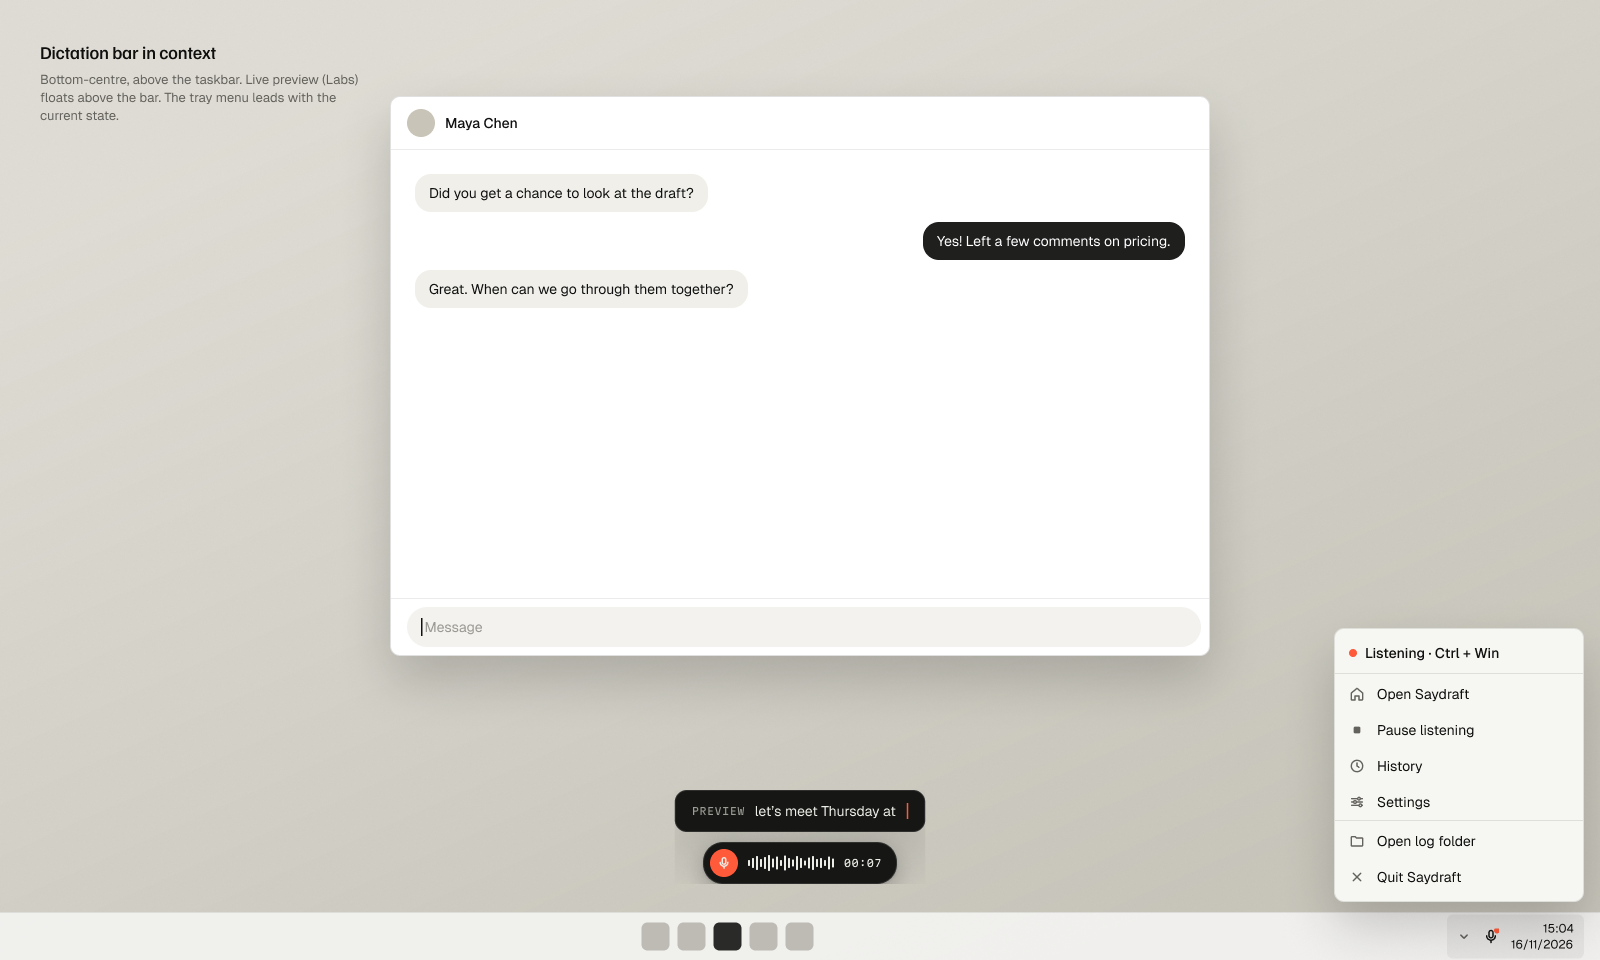 Dictation bar in context
Bottom-centre, above the taskbar. Live preview (Labs)
floats above the bar. The tray menu leads with the
current state.
Maya Chen
Did you get a chance to look at the draft?
Yes! Left a few comments on pricing.
Great. When can we go through them together?
Message
Listening · Ctrl + Win
Open Saydraft
Pause listening
History
Settings
Open log folder
Quit Saydraft
PREVIEW let’s meet Thursday at
00:07
15:04
16/11/2026